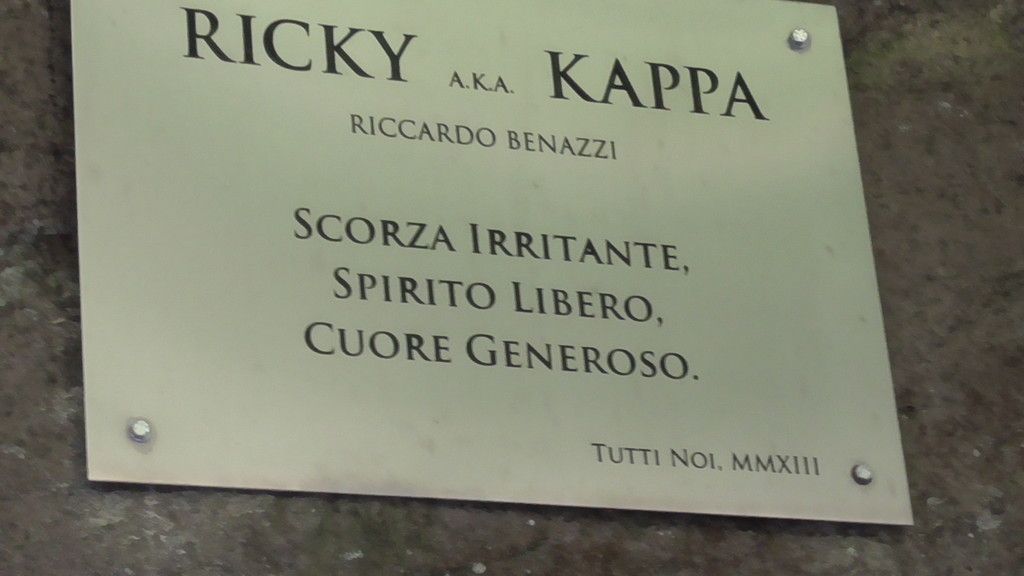 RICKY A.K.A. KAPPA
RICCARDO BENAZZI
SCORZA IRRITANTE,
SPIRITO LIBERO,
CUORE GENEROSO.
TUTTI NOI, MMXIII